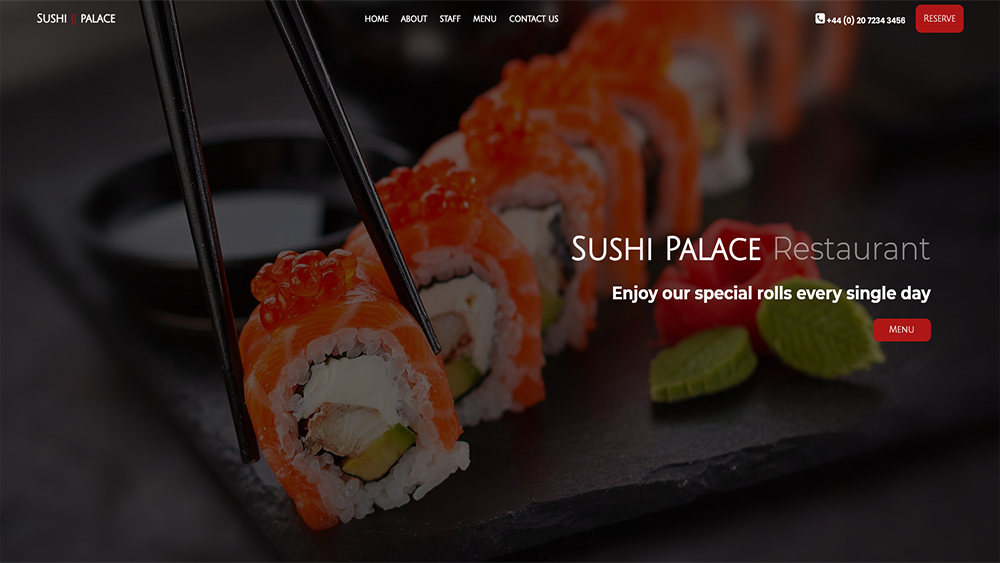 SUSHI || PALACE
HOME ABOUT STAFF MENU CONTACT US
+44 (0) 20 7234 3456
RESERVE
SUSHI PALACE Restaurant
Enjoy our special rolls every single day
MENU